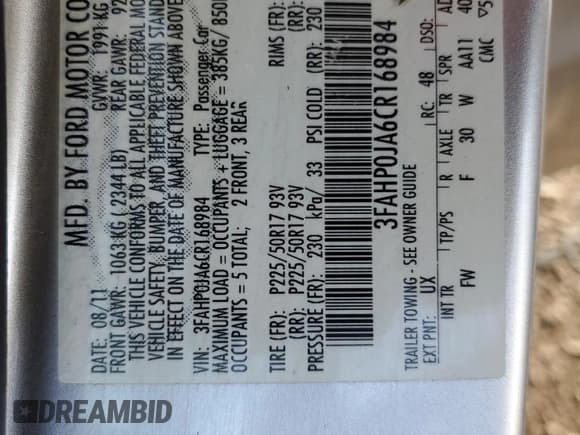 MFD. BY FORD MOTOR CO
DATE: 08/11 GVWR: 1991 KG
FRONT GAWR: 1063 KG (2344 LB) REAR GAWR: 92
THIS VEHICLE CONFORMS TO ALL APPLICABLE FEDERAL MO
VEHICLE SAFETY, BUMPER, AND THEFT PREVENTION STAND
IN EFFECT ON THE DATE OF MANUFACTURE SHOWN ABOVE
VIN: 3FAHP0JA6CR168984 TYPE: Passenger Car
MAXIMUM LOAD = OCCUPANTS + LUGGAGE = 385KG/ 850L
OCCUPANTS = 5 TOTAL; 2 FRONT, 3 REAR
TIRE (FR): P225/50R17 93V RIMS (FR):
(RR): P225/50R17 93V (RR):
PRESSURE (FR): 230 kPa/ 33 PSI COLD (RR): 230
3FAHP0JA6CR168984
TRAILER TOWING - SEE OWNER GUIDE
EXT PNT: UX RC: 48 DSO:
INT TR TP/PS R AXLE TR SPR
FW F 30 W AA11 40
CMC ▽5
DREAMBID